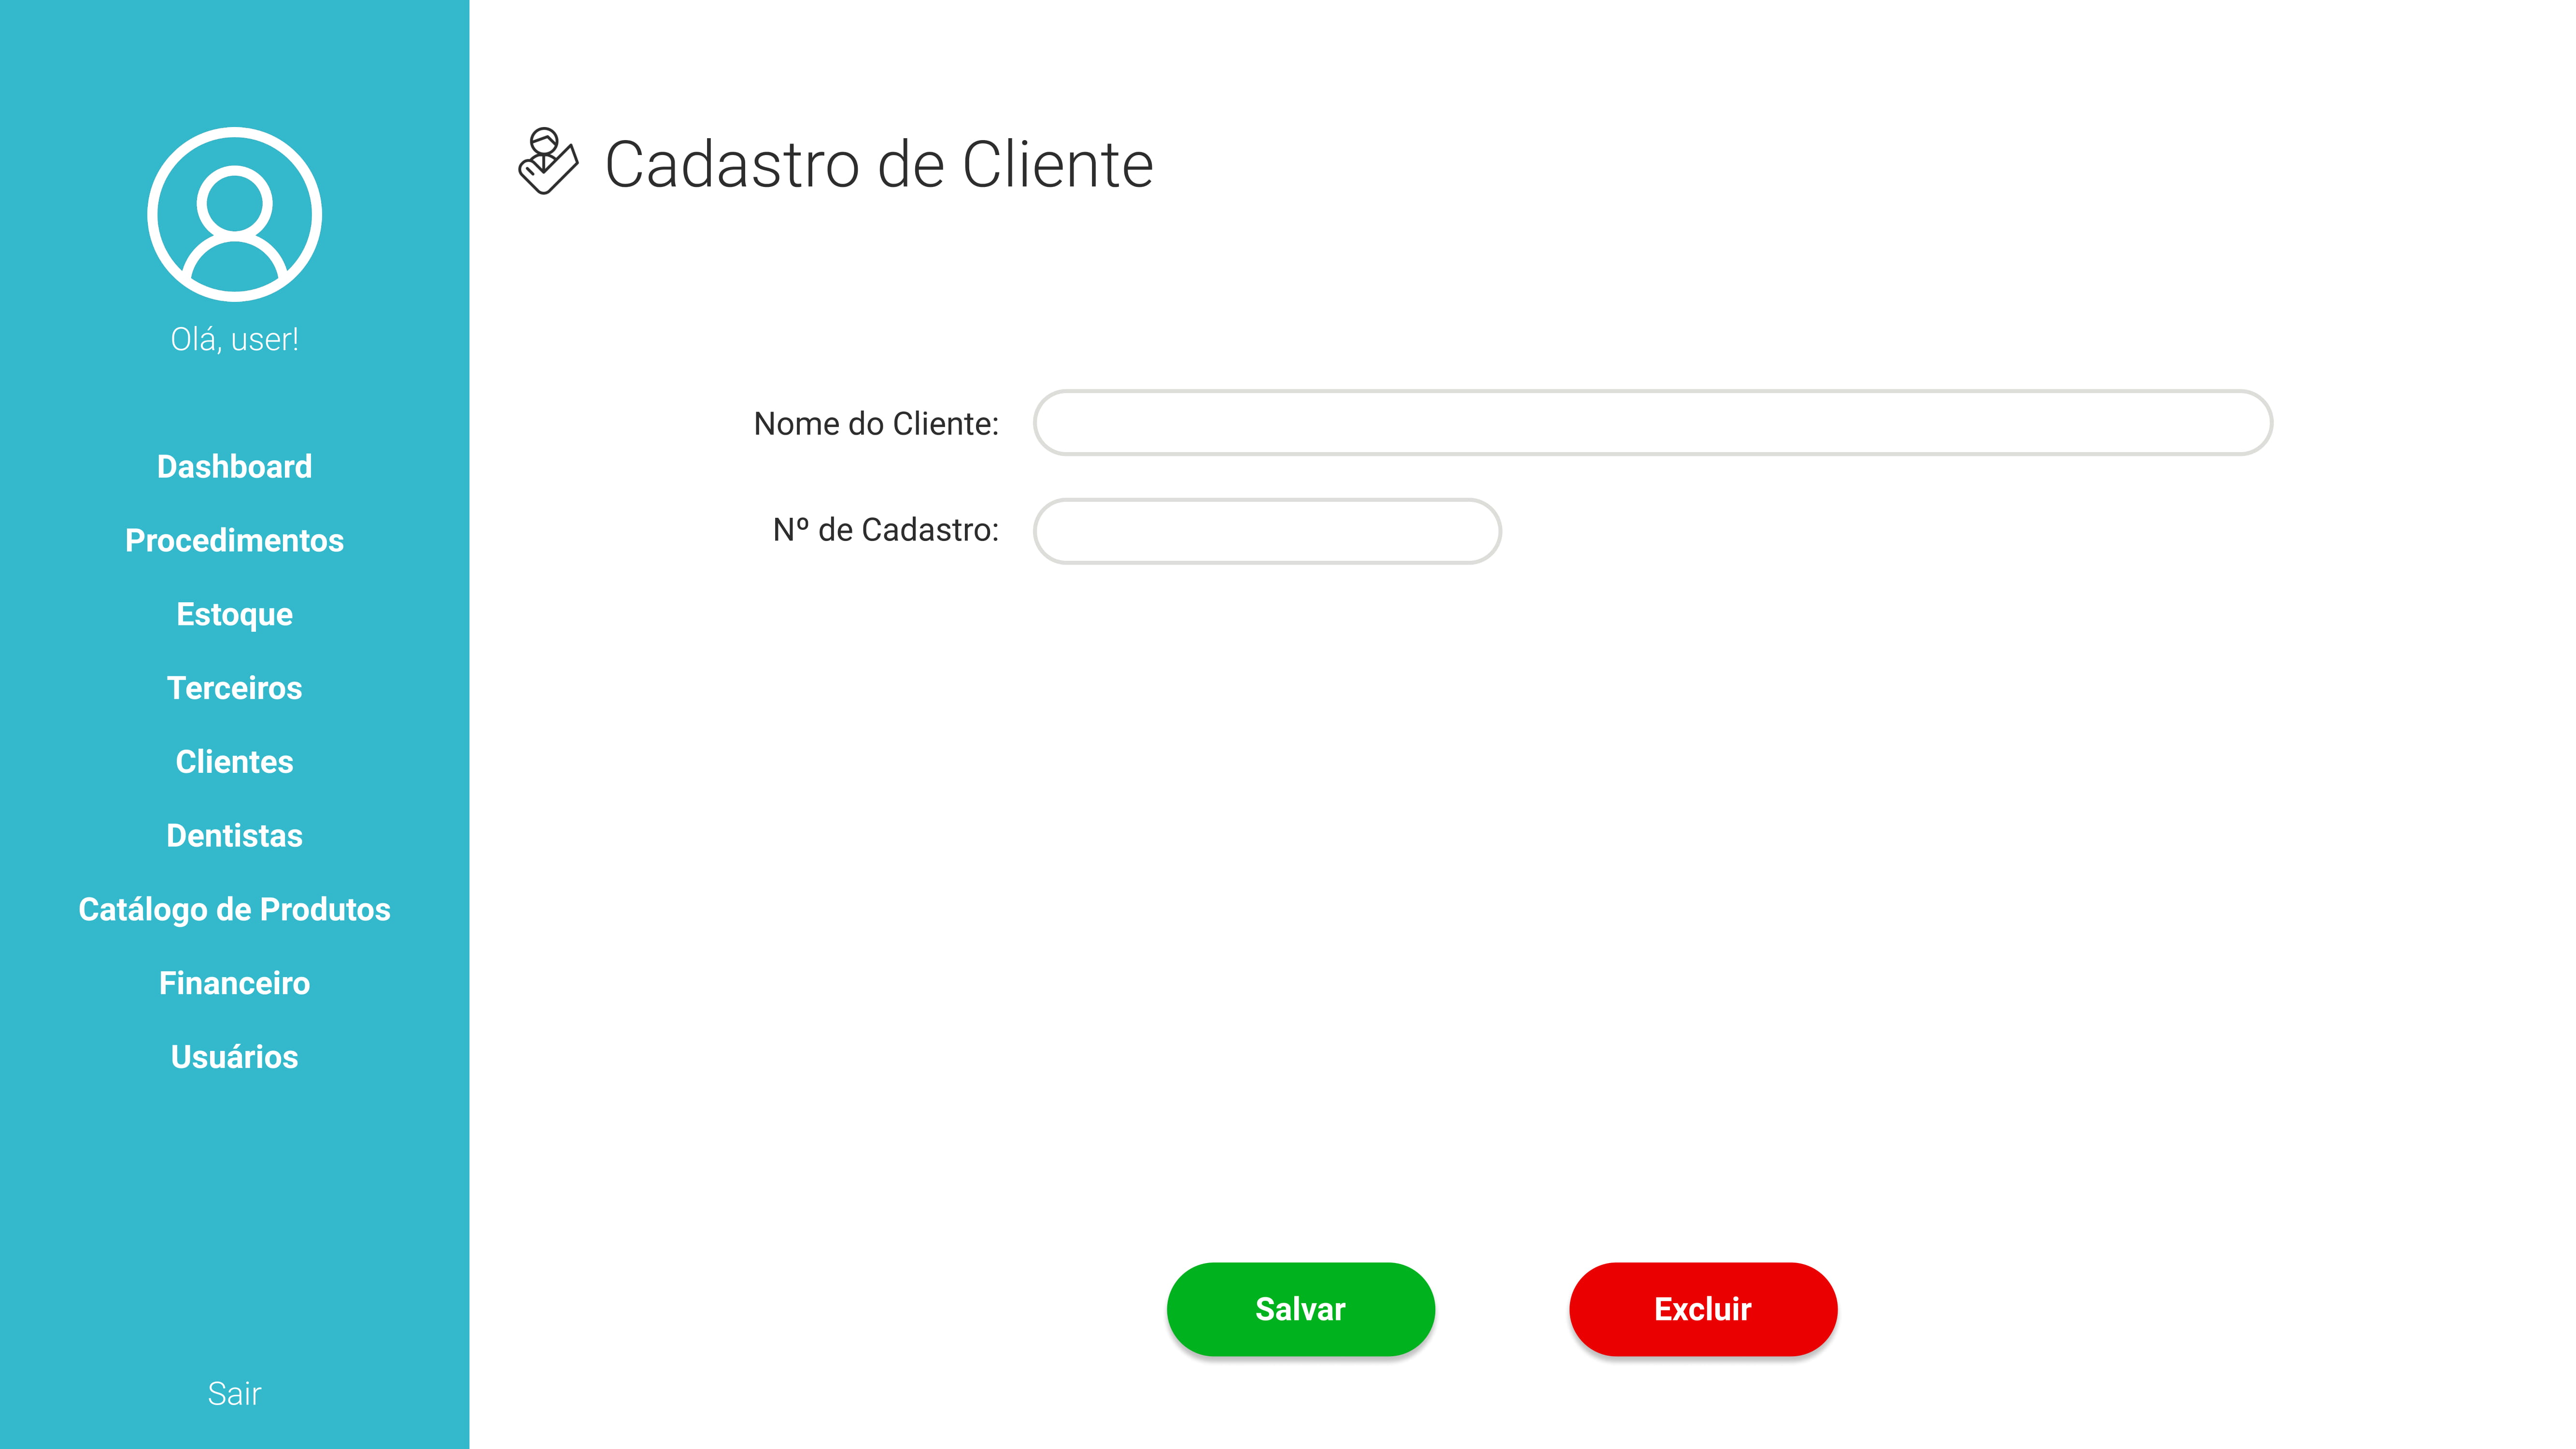 Olá, user!
Dashboard
Procedimentos
Estoque
Terceiros
Clientes
Dentistas
Catálogo de Produtos
Financeiro
Usuários
Sair
Cadastro de Cliente
Nome do Cliente:
Nº de Cadastro:
Salvar
Excluir